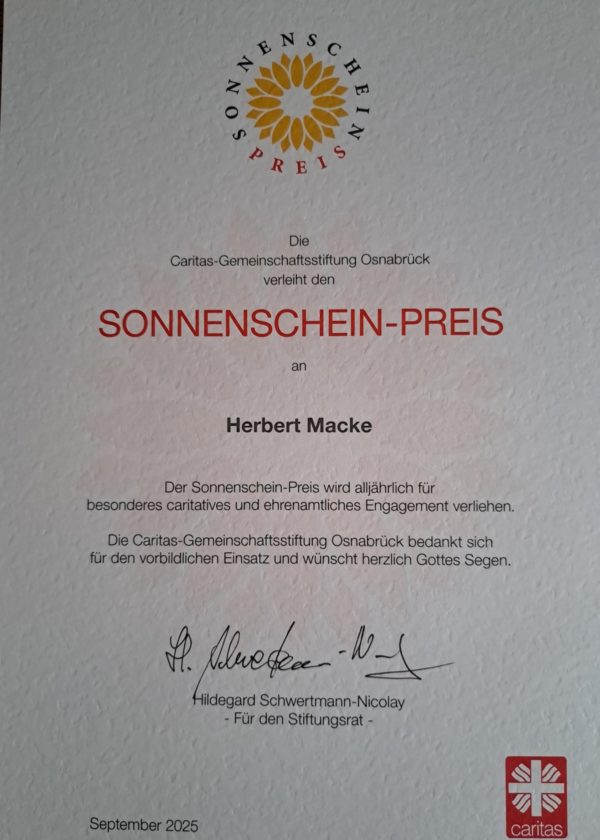 SONNENSCHEIN
PREIS
Die
Caritas-Gemeinschaftsstiftung Osnabrück
verleiht den
SONNENSCHEIN-PREIS
an
Herbert Macke
Der Sonnenschein-Preis wird alljährlich für
besonderes caritatives und ehrenamtliches Engagement verliehen.
Die Caritas-Gemeinschaftsstiftung Osnabrück bedankt sich
für den vorbildlichen Einsatz und wünscht herzlich Gottes Segen.
H. Schwertmann-N
Hildegard Schwertmann-Nicolay
- Für den Stiftungsrat -
September 2025
caritas